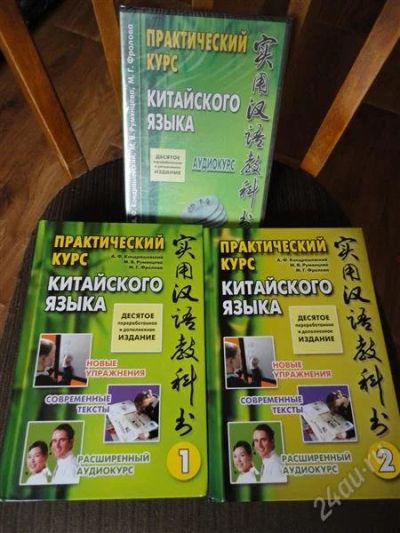 ПРАКТИЧЕСКИЙ
КУРС
КИТАЙСКОГО
ЯЗЫКА
ДЕСЯТОЕ
переработанное
и дополненное
ИЗДАНИЕ
АУДИОКУРС
实用汉语教科书
А. Ф. Кондрашевский, М. В. Румянцева, М. Г. Фролова
ПРАКТИЧЕСКИЙ
КУРС
А. Ф. Кондрашевский
М. В. Румянцева
М. Г. Фролова
КИТАЙСКОГО
ЯЗЫКА
实用汉语教科书
ДЕСЯТОЕ
переработанное
и дополненное
ИЗДАНИЕ
НОВЫЕ
УПРАЖНЕНИЯ
СОВРЕМЕННЫЕ
ТЕКСТЫ
РАСШИРЕННЫЙ
АУДИОКУРС
1
ПРАКТИЧЕСКИЙ
КУРС
А. Ф. Кондрашевский
М. В. Румянцева
М. Г. Фролова
КИТАЙСКОГО
ЯЗЫКА
实用汉语教科书
ДЕСЯТОЕ
переработанное
и дополненное
ИЗДАНИЕ
НОВЫЕ
УПРАЖНЕНИЯ
СОВРЕМЕННЫЕ
ТЕКСТЫ
РАСШИРЕННЫЙ
АУДИОКУРС
2
24au.ru